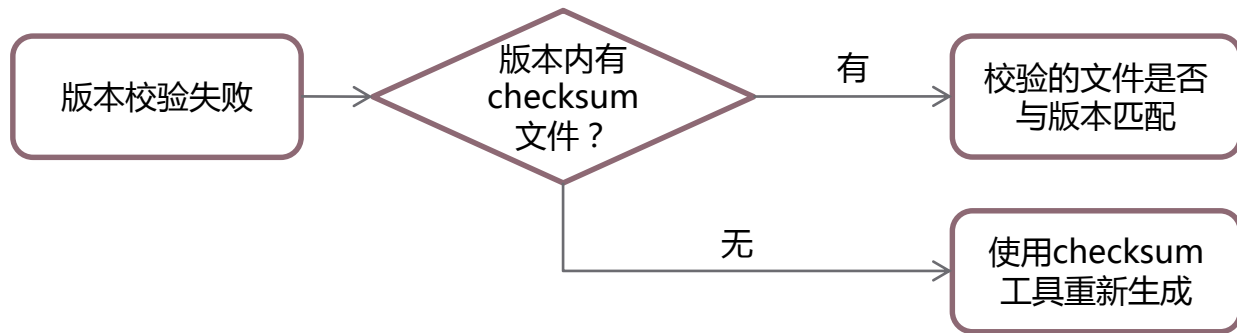 版本校验失败
版本内有
checksum
文件？
有
校验的文件是否
与版本匹配
无
使用checksum
工具重新生成